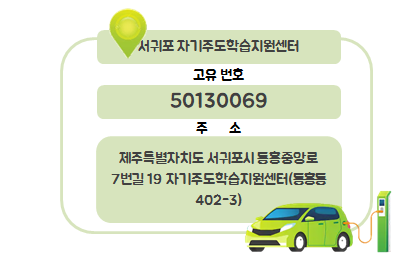 서귀포 자기주도학습지원센터
고유 번호
50130069
주 소
제주특별자치도 서귀포시 동홍중앙로
7번길 19 자기주도학습지원센터(동홍동
402-3)